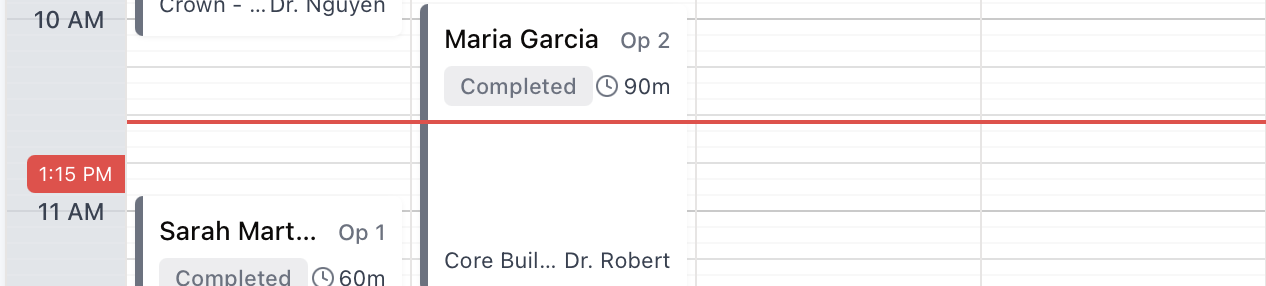 Crown - ... Dr. Nguyen
10 AM
Maria Garcia Op 2
Completed 90m
1:15 PM
11 AM
Sarah Mart... Op 1
Core Buil... Dr. Robert
Completed 60m